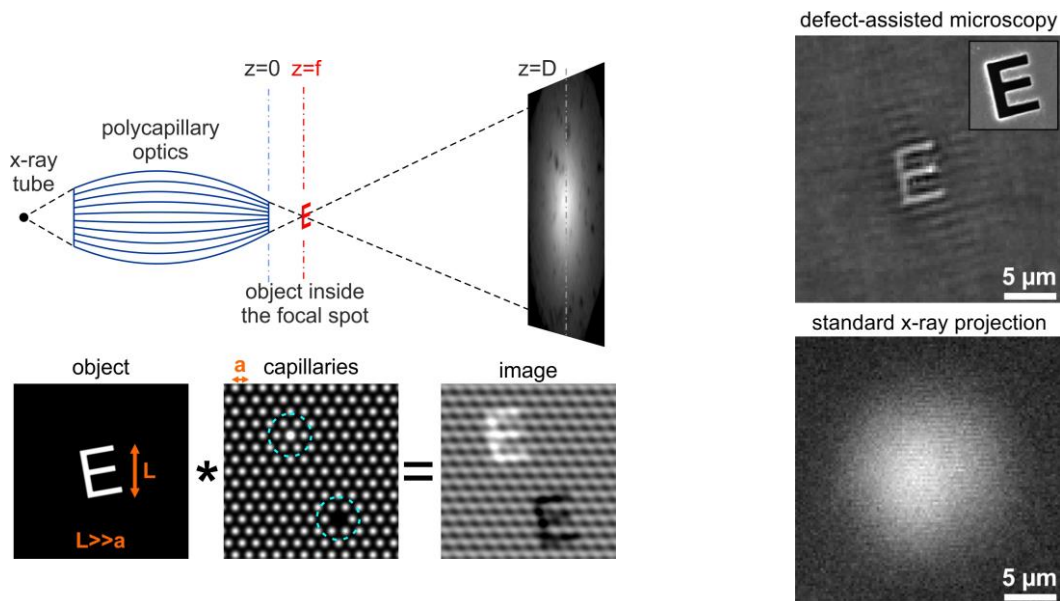 z=0
z=f
z=D
polycapillary
optics
x-ray
tube
E
object inside
the focal spot
object
E
L
L>>a
*
a
capillaries
=
image
E
E
defect-assisted microscopy
E
E
5 µm
standard x-ray projection
5 µm